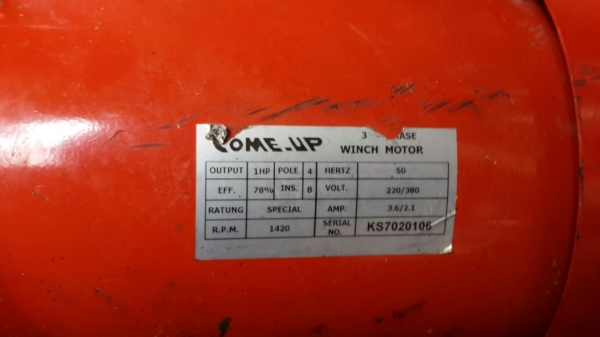 COME-UP
3 ASE
WINCH MOTOR
OUTPUT 1HP POLE 4 HERTZ 50
EFF. 78% INS. B VOLT. 220/380
RATUNG SPECIAL AMP. 3.6/2.1
R.P.M. 1420 SERIAL NO. KS7020106